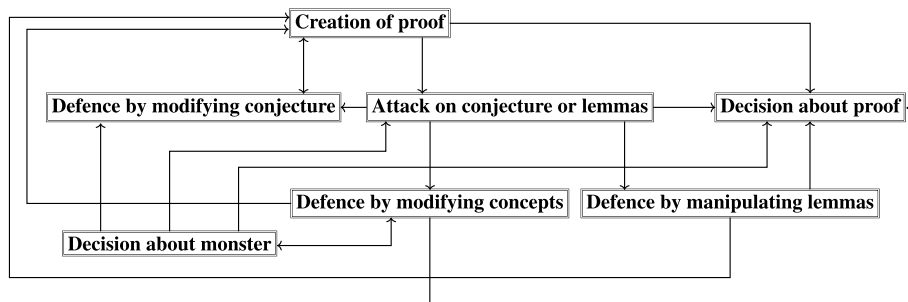 Creation of proof
Defence by modifying conjecture
Attack on conjecture or lemmas
Decision about proof
Defence by modifying concepts
Defence by manipulating lemmas
Decision about monster